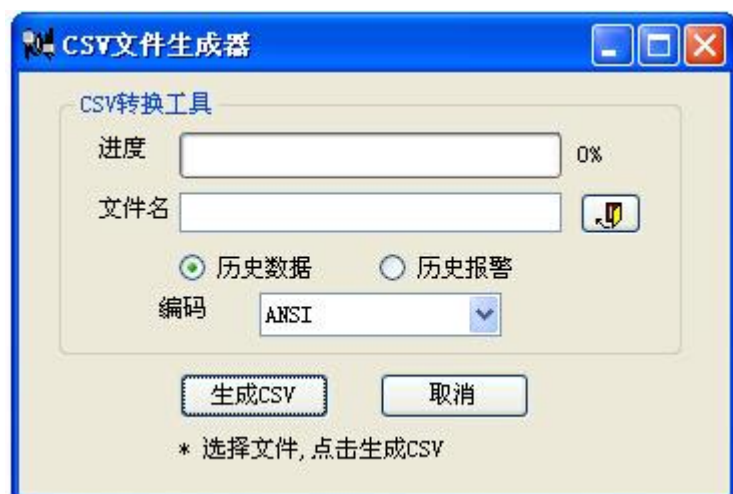 CSV文件生成器
CSV转换工具
进度 0%
文件名
历史数据 历史报警
编码 ANSI
生成CSV 取消
* 选择文件,点击生成CSV